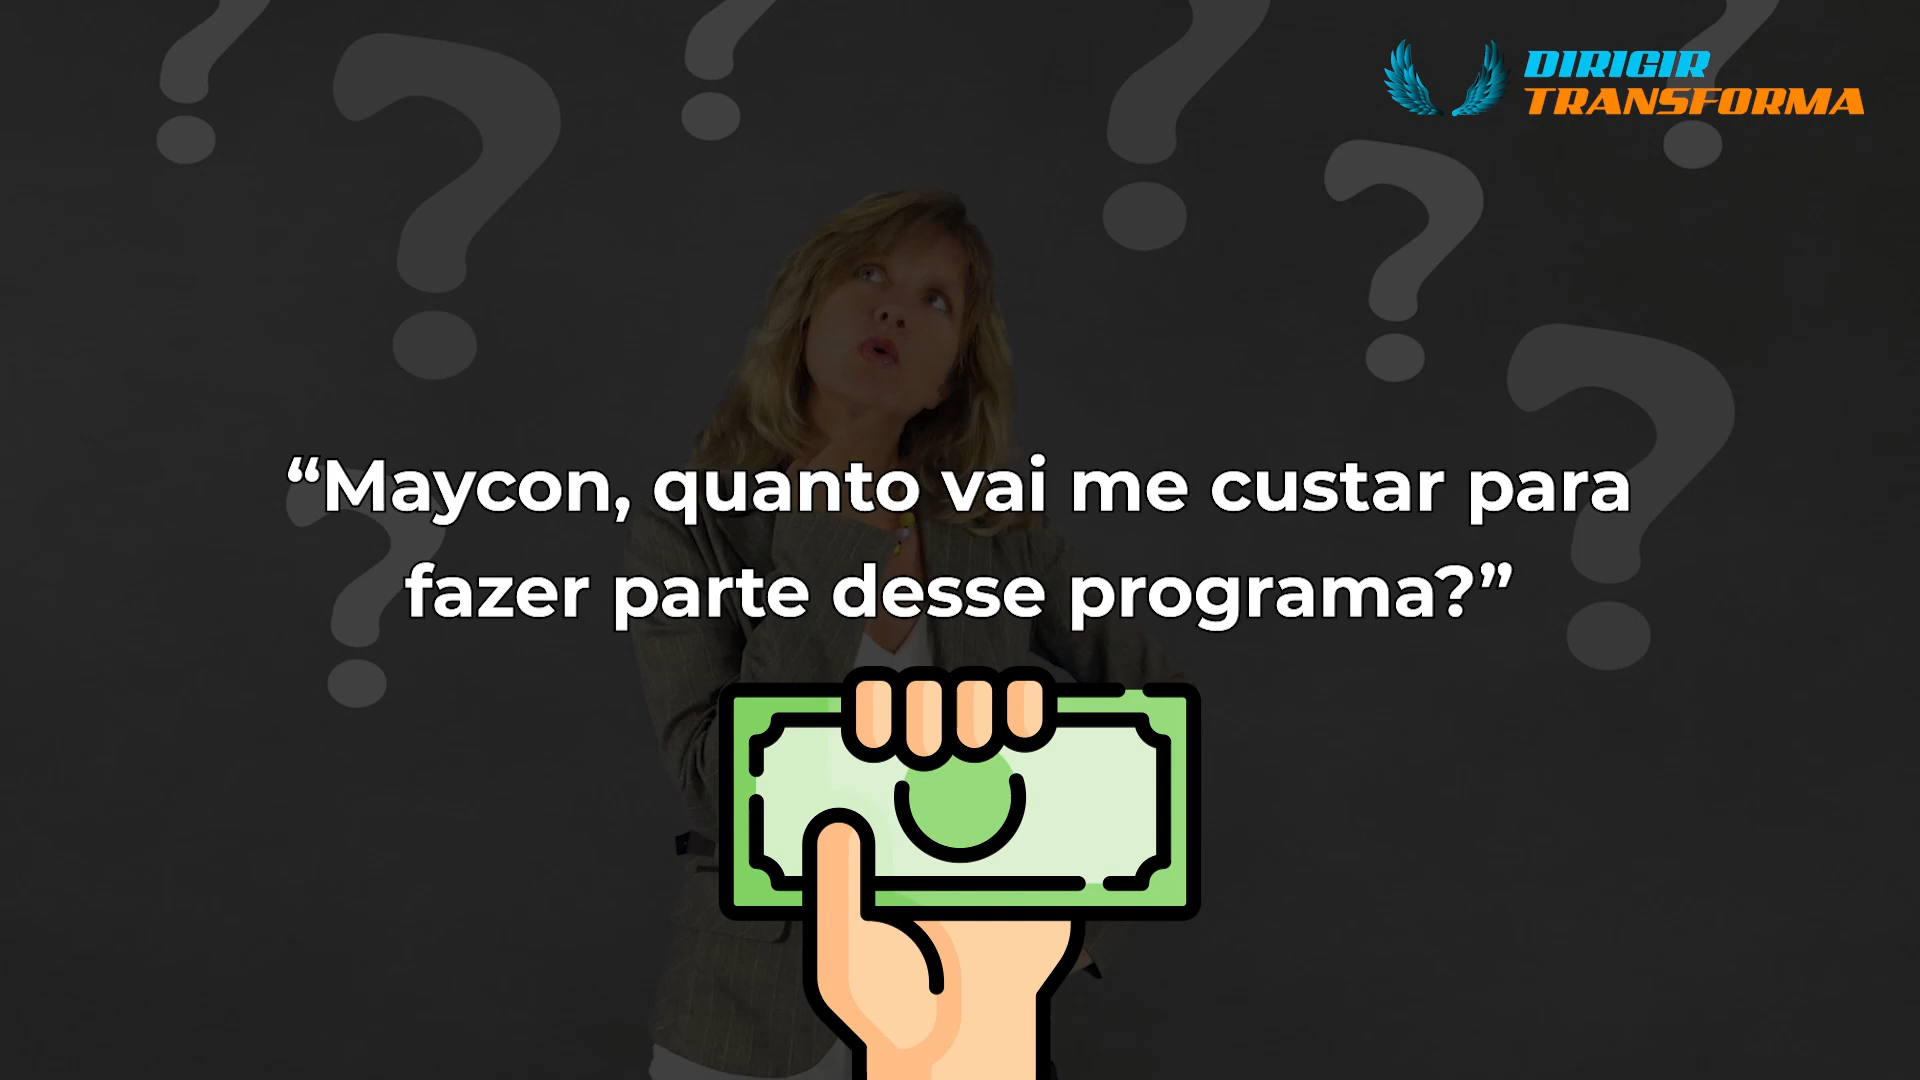 DIRIGIR
TRANSFORMA
“Maycon, quanto vai me custar para
fazer parte desse programa?”